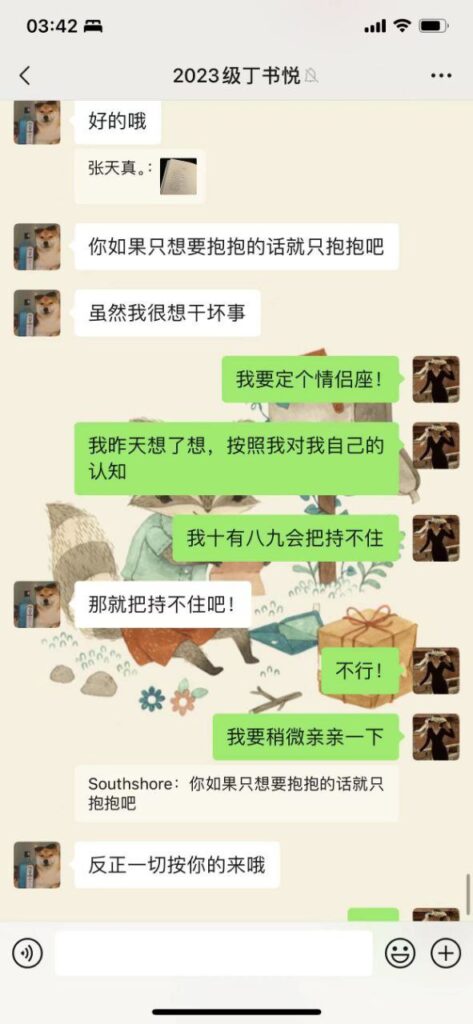 03:42
2023级丁书悦
好的哦
张天真。:
你如果只想要抱抱的话就只抱抱吧
虽然我很想干坏事
我要定个情侣座！
我昨天想了想，按照我对我自己的
认知
我十有八九会把持不住
那就把持不住吧！
不行！
我要稍微亲亲一下
Southshore：你如果只想要抱抱的话就只
抱抱吧
反正一切按你的来哦